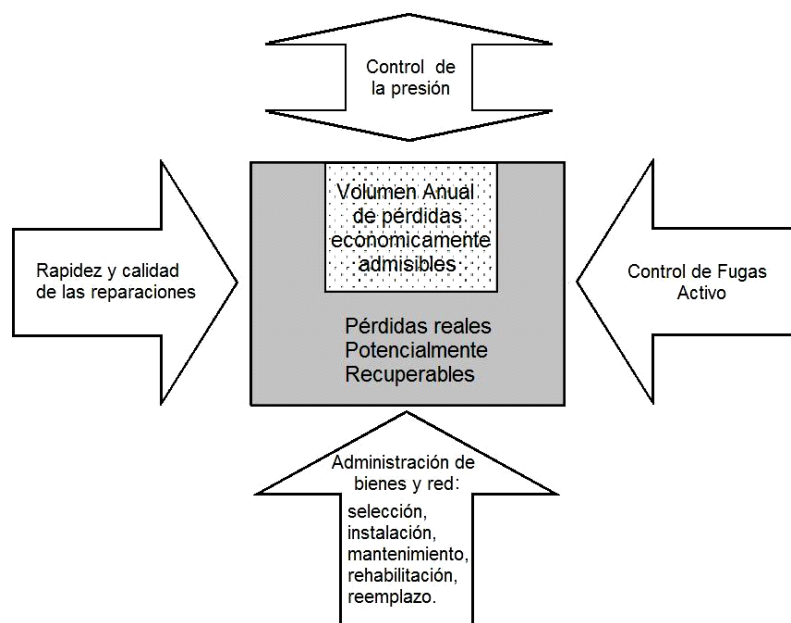 Control de
la presión
Volumen Anual
de pérdidas
economicamente
admisibles
Rapidez y calidad
de las reparaciones
Control de Fugas
Activo
Pérdidas reales
Potencialmente
Recuperables
Administración de
bienes y red:
selección,
instalación,
mantenimiento,
rehabilitación,
reemplazo.